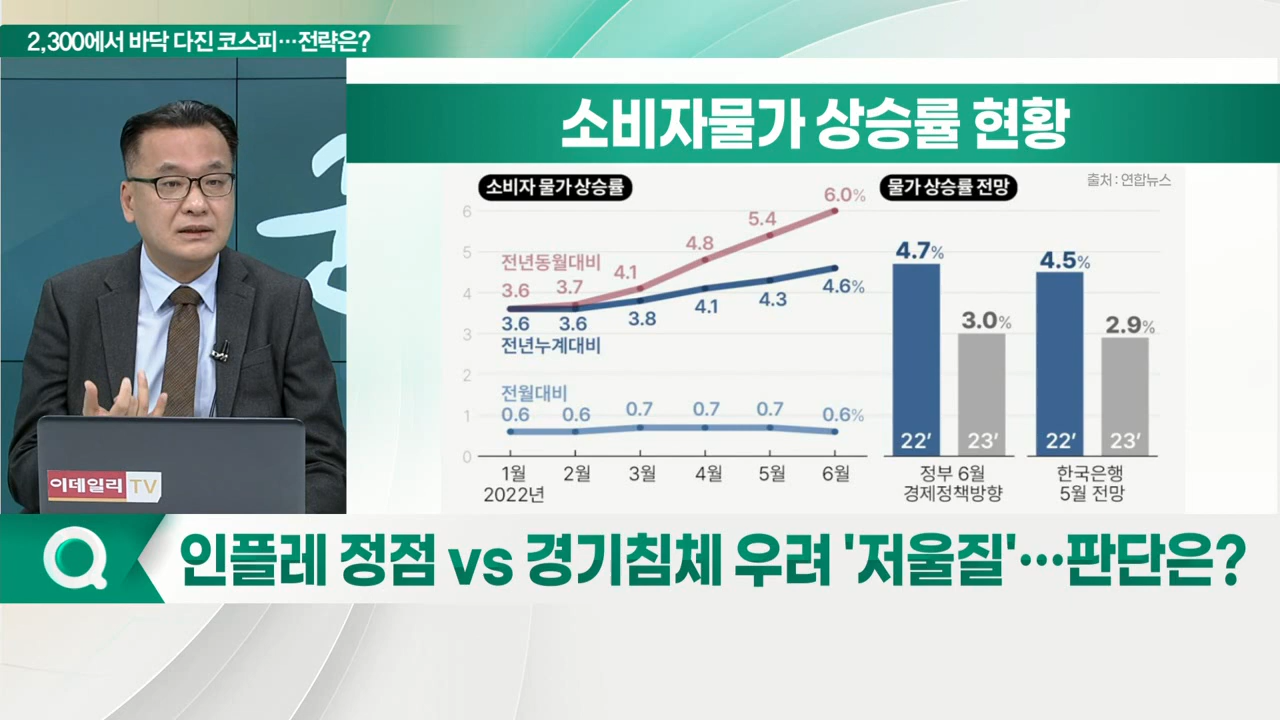 2,300에서 바닥 다진 코스피…전략은?
소비자물가 상승률 현황
소비자 물가 상승률
물가 상승률 전망
출처 : 연합뉴스
6
5
4
3
2
1
0
전년동월대비
3.6
3.7
4.1
4.8
5.4
6.0%
3.6
3.6
3.8
4.1
4.3
4.6%
전년누계대비
전월대비
0.6
0.6
0.7
0.7
0.7
0.6%
1월
2월
3월
4월
5월
6월
2022년
4.7%
3.0%
4.5%
2.9%
22′
23′
22′
23′
정부 6월
경제정책방향
한국은행
5월 전망
이데일리TV
인플레 정점 vs 경기침체 우려 '저울질'…판단은?